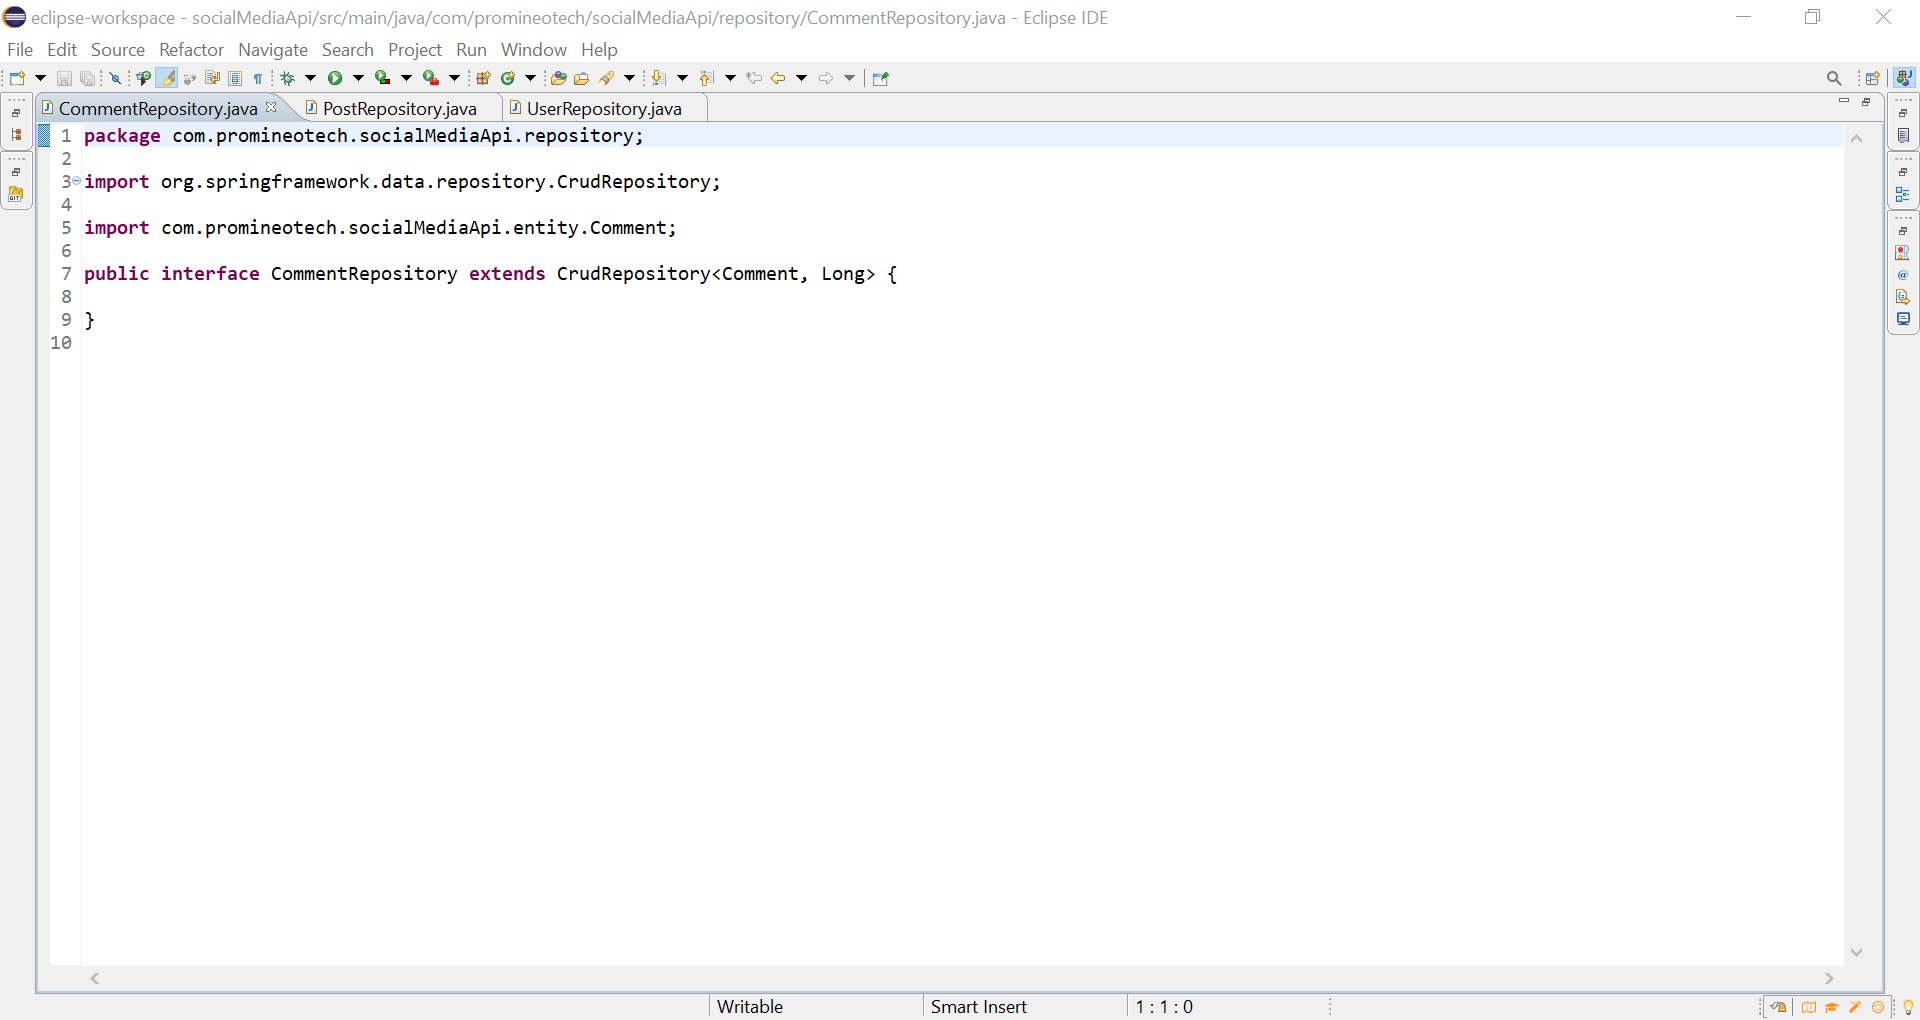 eclipse-workspace - socialMediaApi/src/main/java/com/promineotech/socialMediaApi/repository/CommentRepository.java - Eclipse IDE
File Edit Source Refactor Navigate Search Project Run Window Help
CommentRepository.java PostRepository.java UserRepository.java
1 package com.promineotech.socialMediaApi.repository;
2
3 import org.springframework.data.repository.CrudRepository;
4
5 import com.promineotech.socialMediaApi.entity.Comment;
6
7 public interface CommentRepository extends CrudRepository<Comment, Long> {
8
9 }
10
Writable Smart Insert 1 : 1 : 0